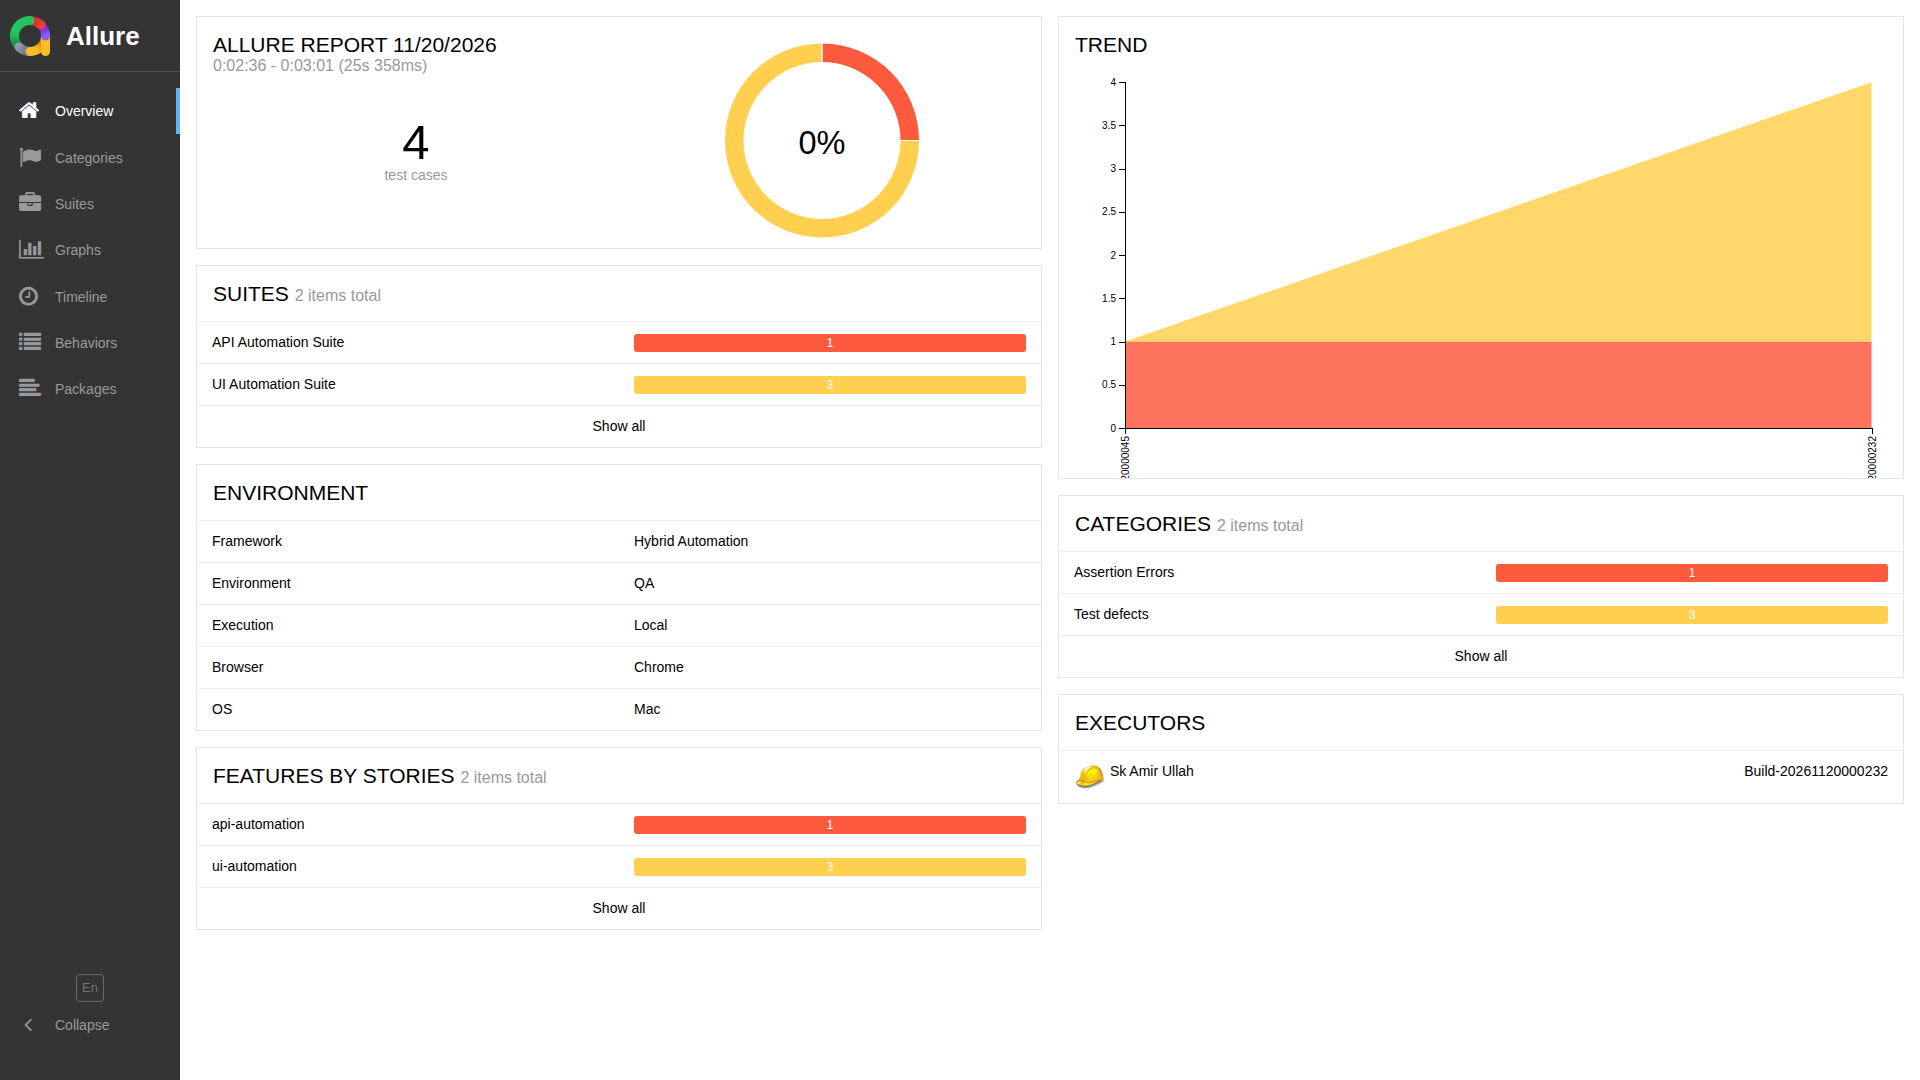 Allure
Overview
Categories
Suites
Graphs
Timeline
Behaviors
Packages
En
Collapse
ALLURE REPORT 11/20/2026
0:02:36 - 0:03:01 (25s 358ms)
4
test cases
0%
SUITES 2 items total
API Automation Suite 1
UI Automation Suite 3
Show all
ENVIRONMENT
Framework Hybrid Automation
Environment QA
Execution Local
Browser Chrome
OS Mac
FEATURES BY STORIES 2 items total
api-automation 1
ui-automation 3
Show all
TREND
4
3.5
3
2.5
2
1.5
1
0.5
0
20000045
20000232
CATEGORIES 2 items total
Assertion Errors 1
Test defects 3
Show all
EXECUTORS
Sk Amir Ullah Build-20261120000232